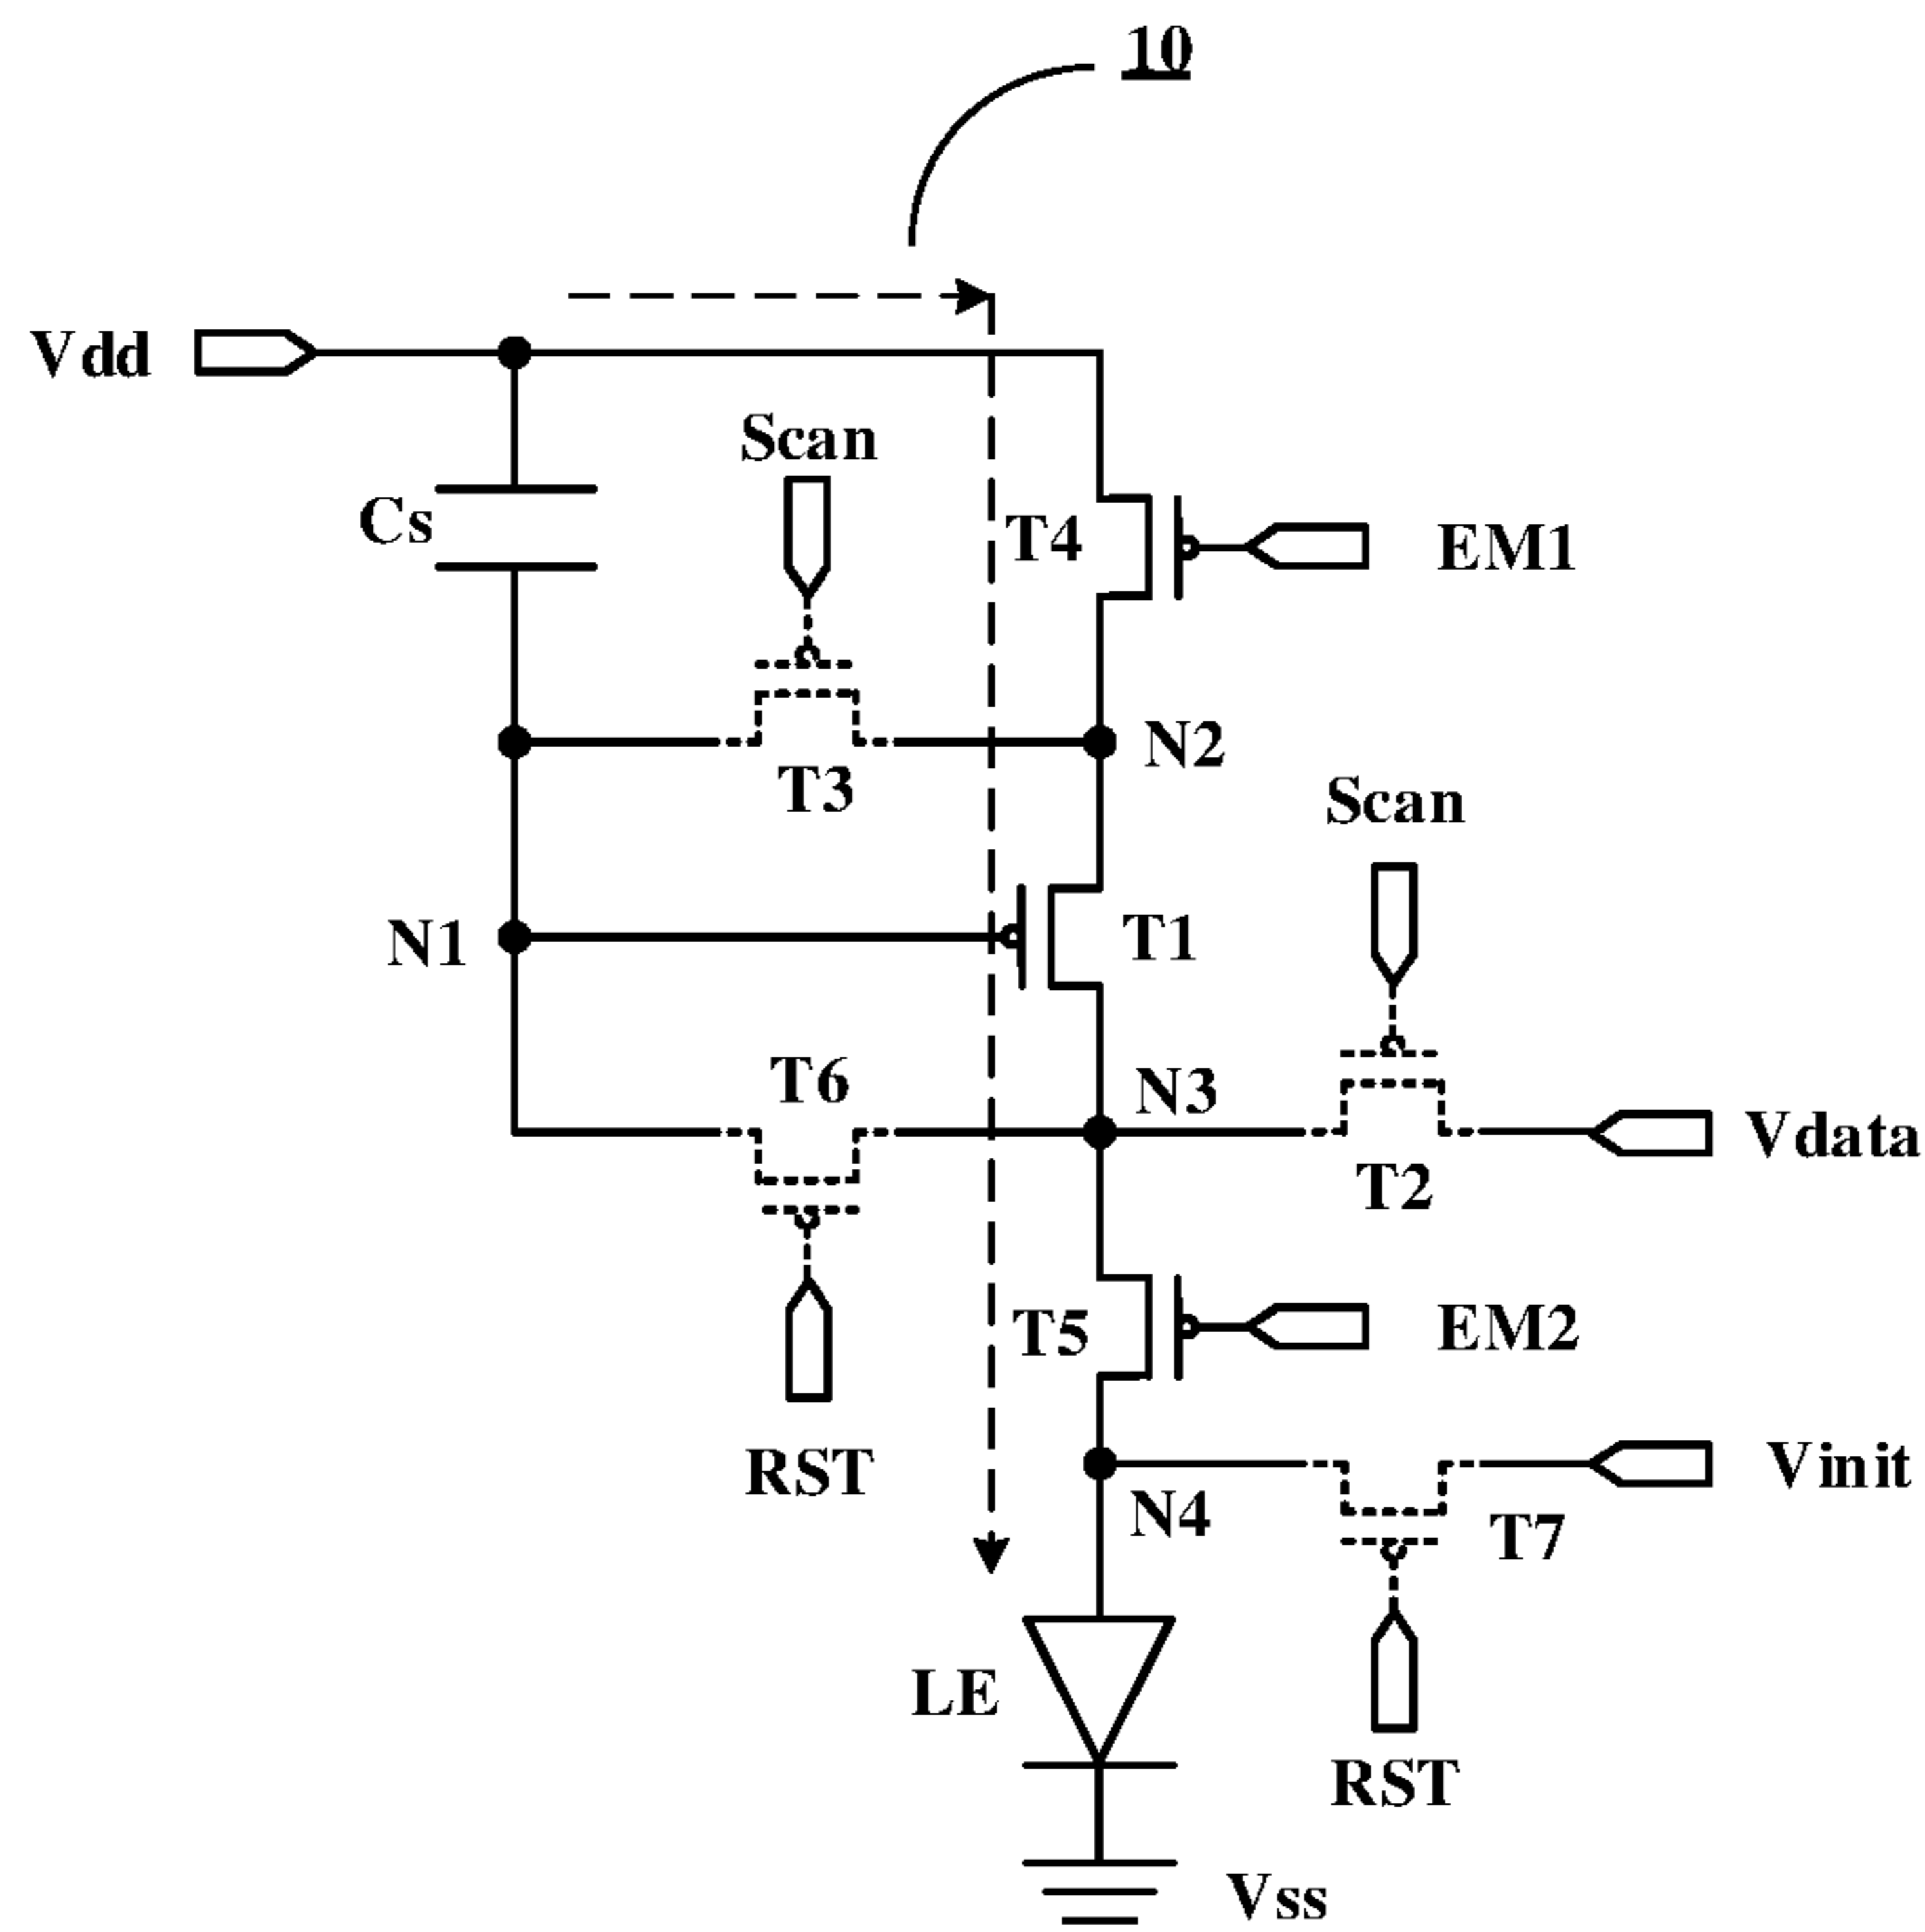 10
Vdd
Scan
Cs
T4
EM1
N2
T3
Scan
N1
T1
T6
N3
Vdata
T2
T5
EM2
RST
Vinit
N4
T7
LE
RST
Vss